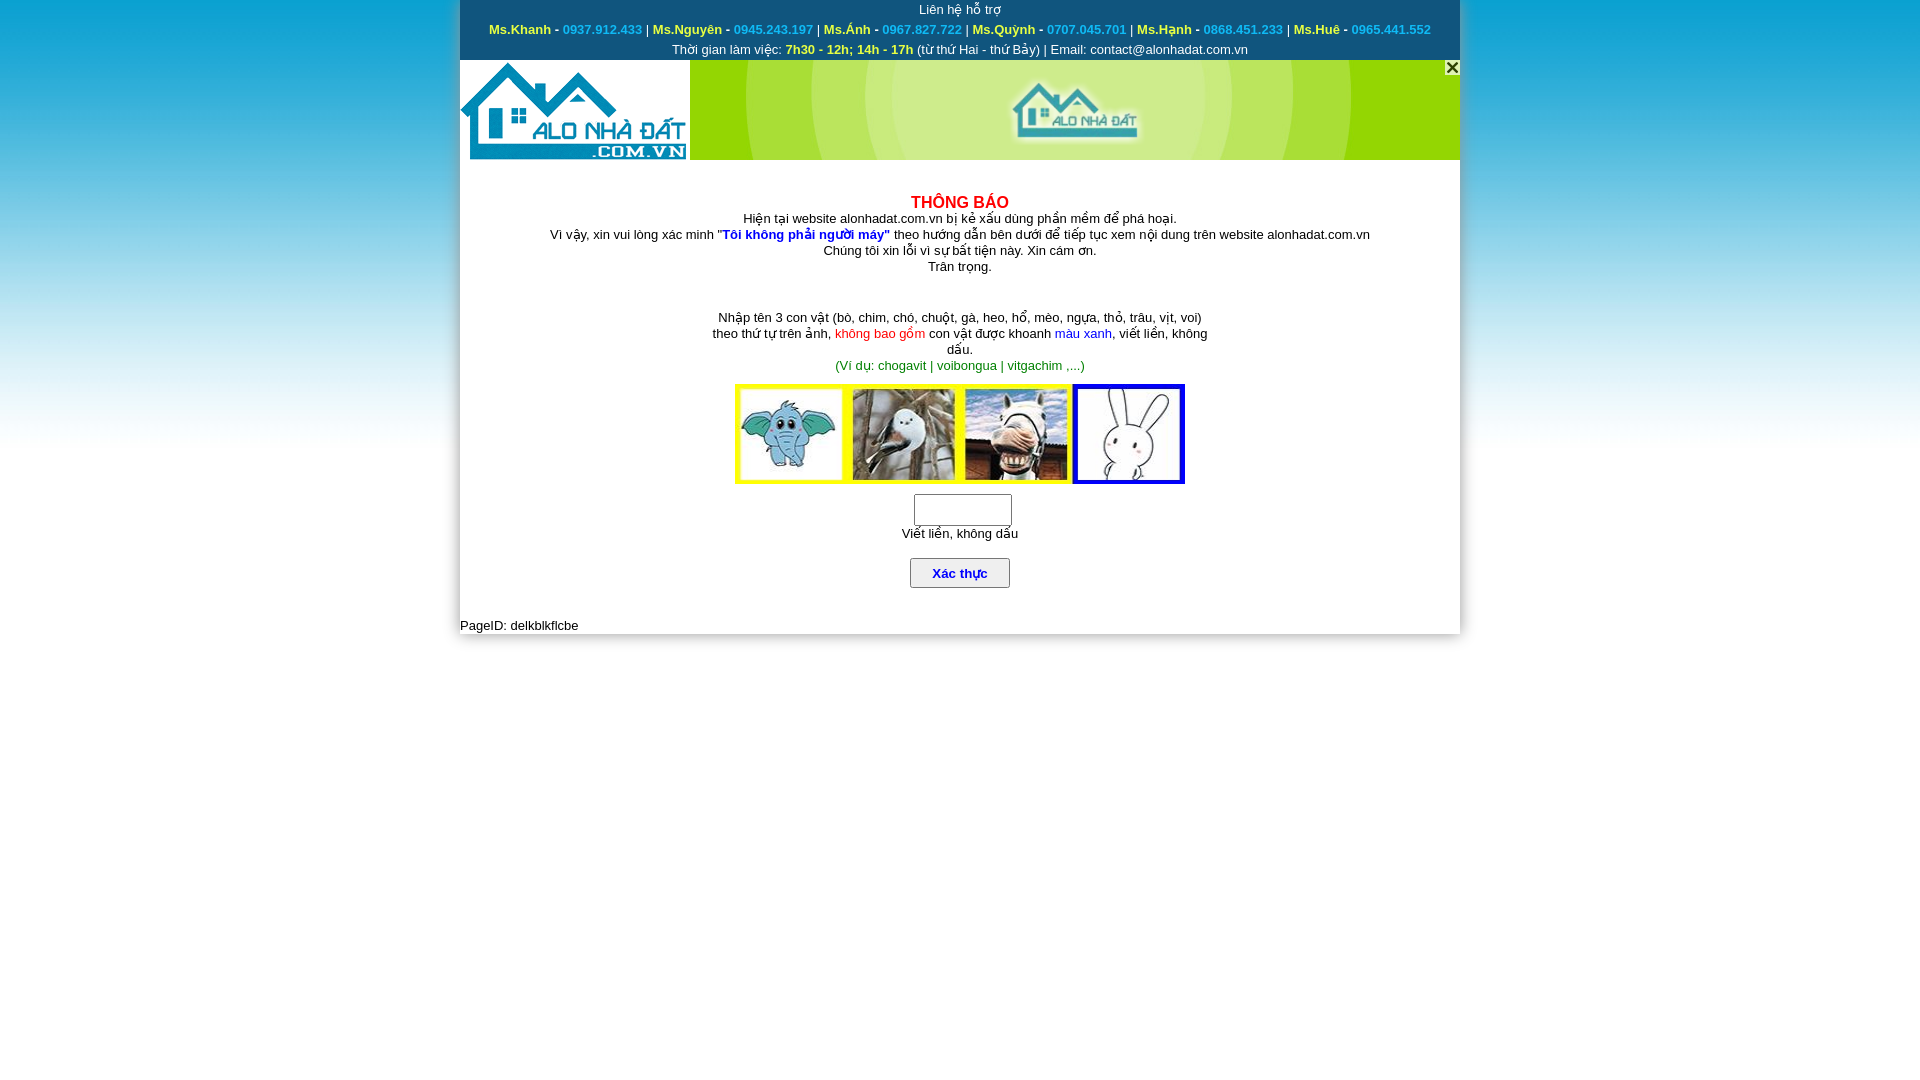 Liên hệ hỗ trợ
Ms.Khanh - 0937.912.433 | Ms.Nguyên - 0945.243.197 | Ms.Ánh - 0967.827.722 | Ms.Quỳnh - 0707.045.701 | Ms.Hạnh - 0868.451.233 | Ms.Huê - 0965.441.552
Thời gian làm việc: 7h30 - 12h; 14h - 17h (từ thứ Hai - thứ Bảy) | Email: contact@alonhadat.com.vn
ALO NHÀ ĐẤT
.COM.VN
ALO NHÀ ĐẤT
THÔNG BÁO
Hiện tại website alonhadat.com.vn bị kẻ xấu dùng phần mềm để phá hoại.
Vì vậy, xin vui lòng xác minh "Tôi không phải người máy" theo hướng dẫn bên dưới để tiếp tục xem nội dung trên website alonhadat.com.vn
Chúng tôi xin lỗi vì sự bất tiện này. Xin cám ơn.
Trân trọng.
Nhập tên 3 con vật (bò, chim, chó, chuột, gà, heo, hổ, mèo, ngựa, thỏ, trâu, vịt, voi)
theo thứ tự trên ảnh, không bao gồm con vật được khoanh màu xanh, viết liền, không
dấu.
(Ví dụ: chogavit | voibongua | vitgachim ,...)
Viết liền, không dấu
Xác thực
PageID: delkblkflcbe